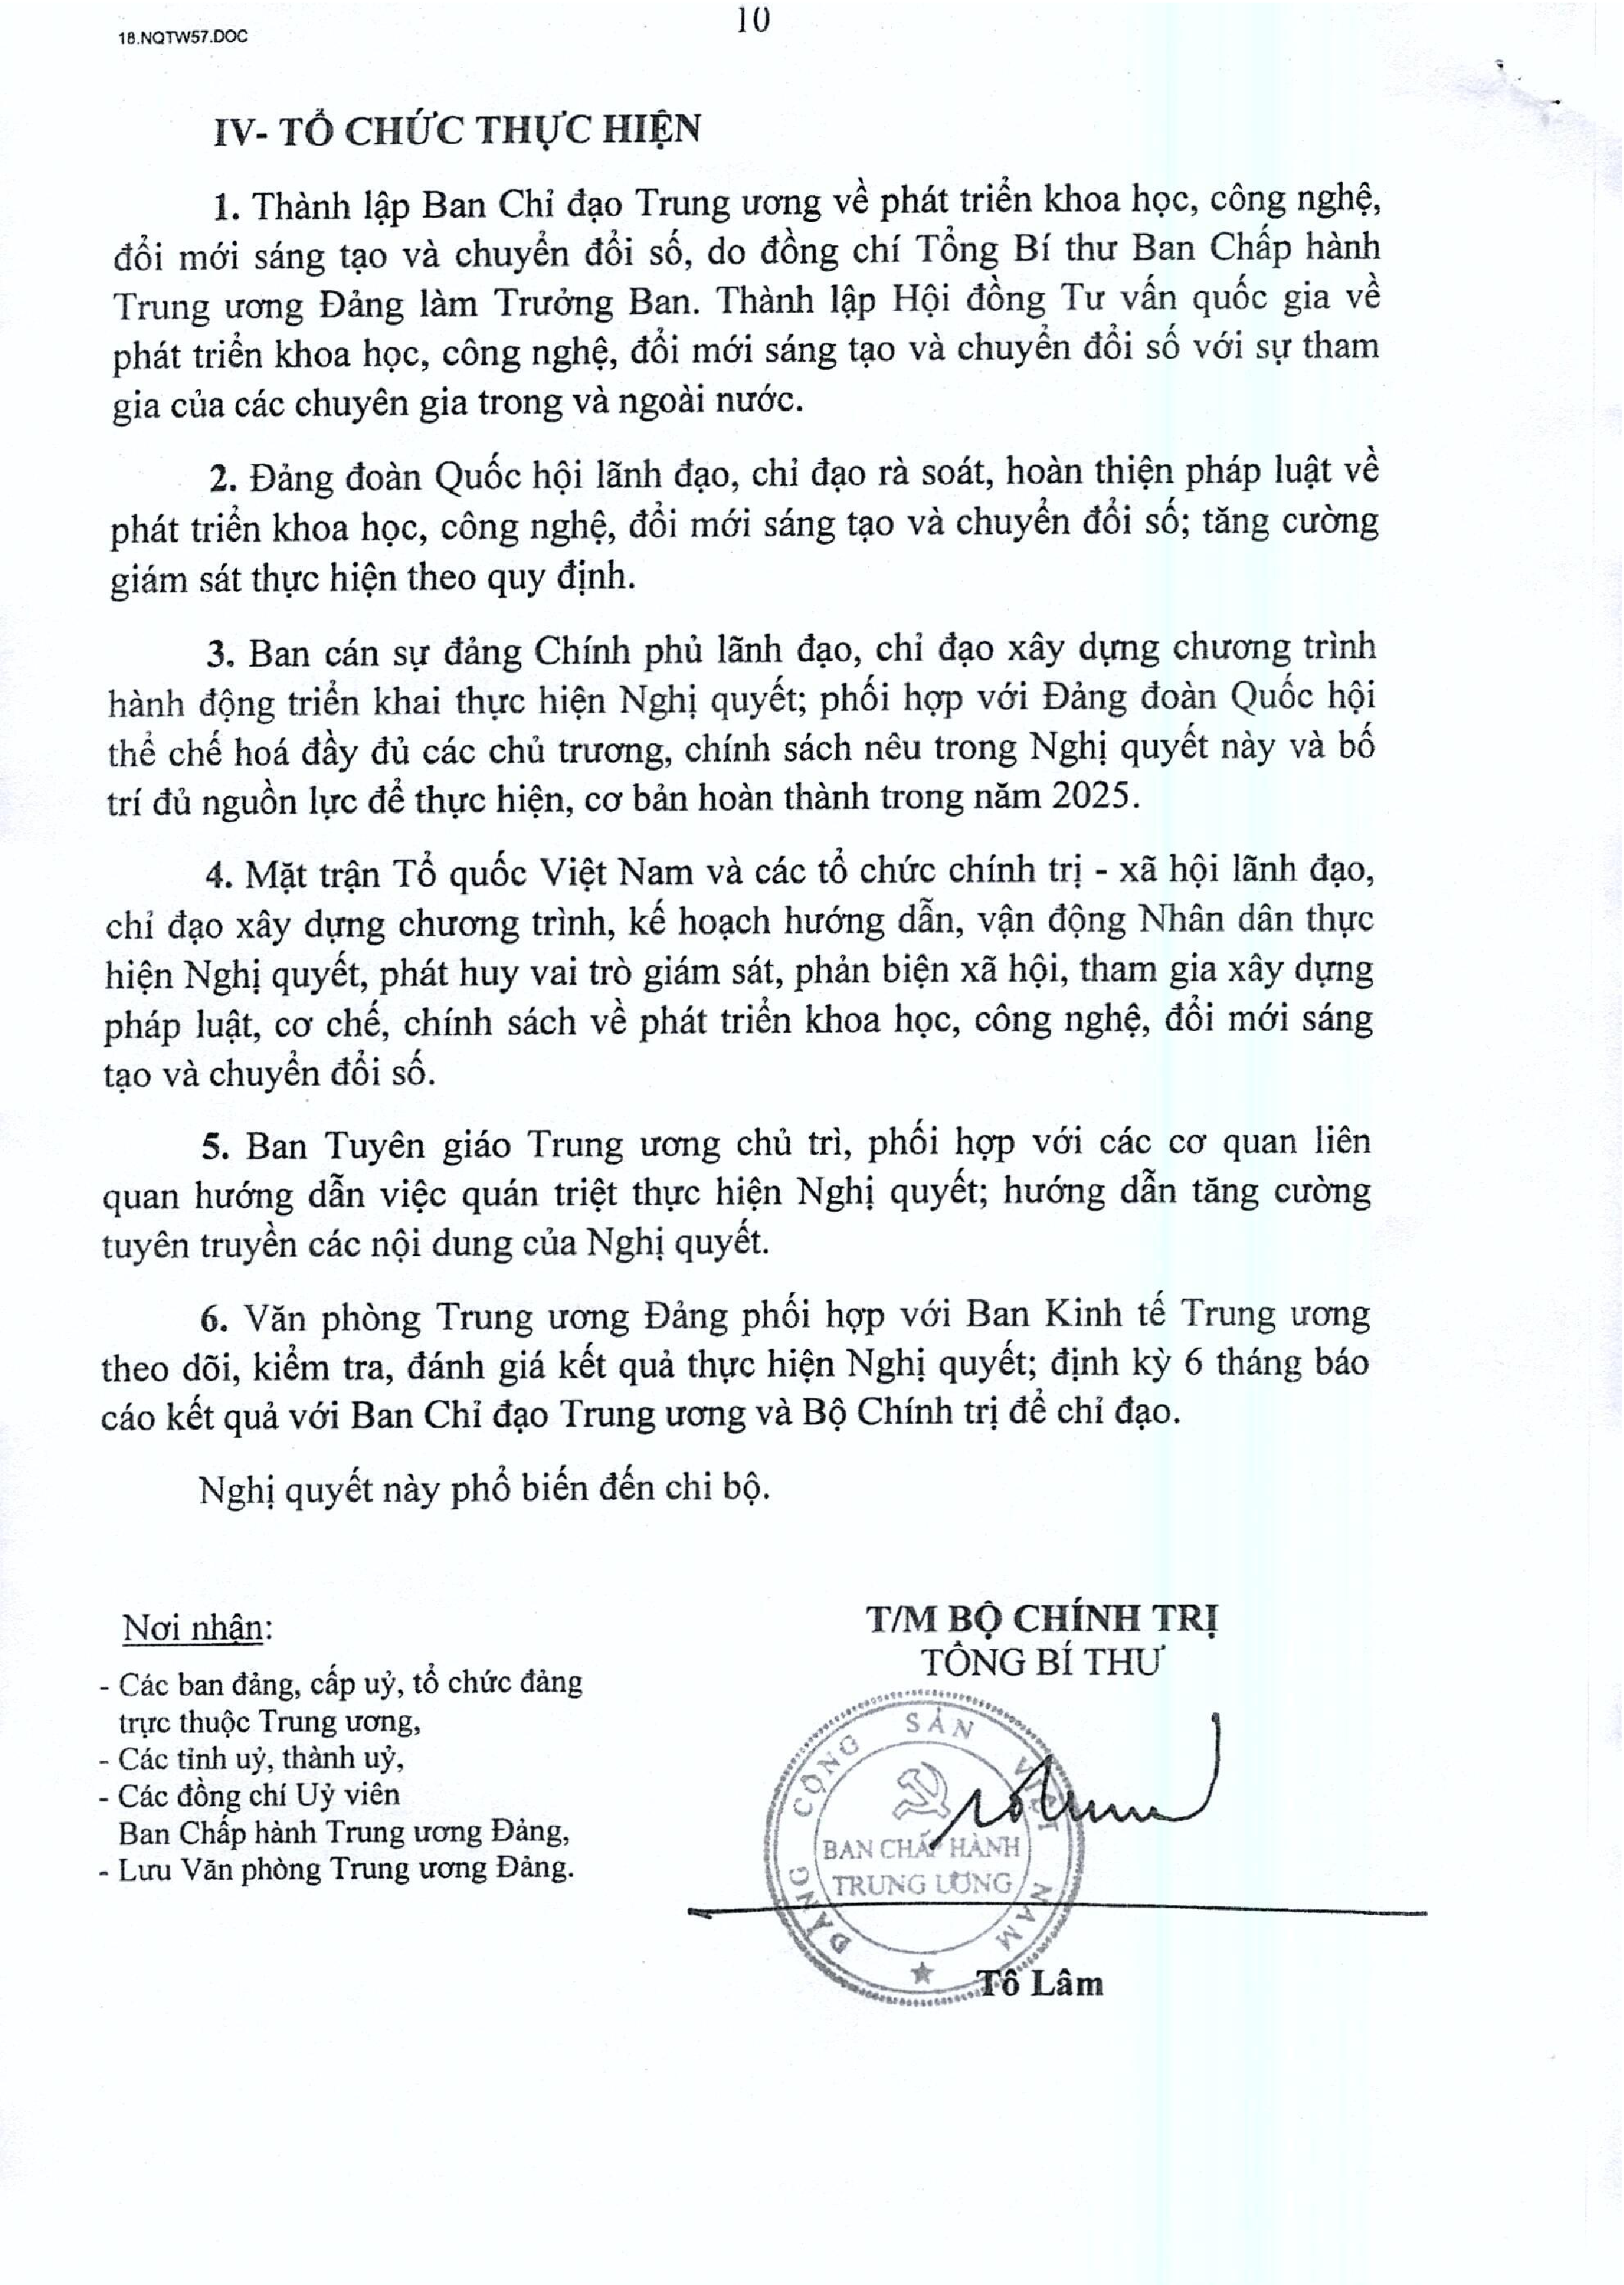 18.NQTW57.DOC
10
IV- TỔ CHỨC THỰC HIỆN
1. Thành lập Ban Chỉ đạo Trung ương về phát triển khoa học, công nghệ,
đổi mới sáng tạo và chuyển đổi số, do đồng chí Tổng Bí thư Ban Chấp hành
Trung ương Đảng làm Trưởng Ban. Thành lập Hội đồng Tư vấn quốc gia về
phát triển khoa học, công nghệ, đổi mới sáng tạo và chuyển đổi số với sự tham
gia của các chuyên gia trong và ngoài nước.
2. Đảng đoàn Quốc hội lãnh đạo, chỉ đạo rà soát, hoàn thiện pháp luật về
phát triển khoa học, công nghệ, đổi mới sáng tạo và chuyển đổi số; tăng cường
giám sát thực hiện theo quy định.
3. Ban cán sự đảng Chính phủ lãnh đạo, chỉ đạo xây dựng chương trình
hành động triển khai thực hiện Nghị quyết; phối hợp với Đảng đoàn Quốc hội
thể chế hoá đầy đủ các chủ trương, chính sách nêu trong Nghị quyết này và bố
trí đủ nguồn lực để thực hiện, cơ bản hoàn thành trong năm 2025.
4. Mặt trận Tổ quốc Việt Nam và các tổ chức chính trị - xã hội lãnh đạo,
chỉ đạo xây dựng chương trình, kế hoạch hướng dẫn, vận động Nhân dân thực
hiện Nghị quyết, phát huy vai trò giám sát, phản biện xã hội, tham gia xây dựng
pháp luật, cơ chế, chính sách về phát triển khoa học, công nghệ, đổi mới sáng
tạo và chuyển đổi số.
5. Ban Tuyên giáo Trung ương chủ trì, phối hợp với các cơ quan liên
quan hướng dẫn việc quán triệt thực hiện Nghị quyết; hướng dẫn tăng cường
tuyên truyền các nội dung của Nghị quyết.
6. Văn phòng Trung ương Đảng phối hợp với Ban Kinh tế Trung ương
theo dõi, kiểm tra, đánh giá kết quả thực hiện Nghị quyết; định kỳ 6 tháng báo
cáo kết quả với Ban Chỉ đạo Trung ương và Bộ Chính trị để chỉ đạo.
Nghị quyết này phổ biến đến chi bộ.
Nơi nhận:
- Các ban đảng, cấp uỷ, tổ chức đảng
trực thuộc Trung ương,
- Các tỉnh uỷ, thành uỷ,
- Các đồng chí Uỷ viên
Ban Chấp hành Trung ương Đảng,
- Lưu Văn phòng Trung ương Đảng.
T/M BỘ CHÍNH TRỊ
TỔNG BÍ THƯ
ĐẢNG CỘNG SẢN VIỆT NAM
BAN CHẤP HÀNH
TRUNG ƯƠNG
Tô Lâm